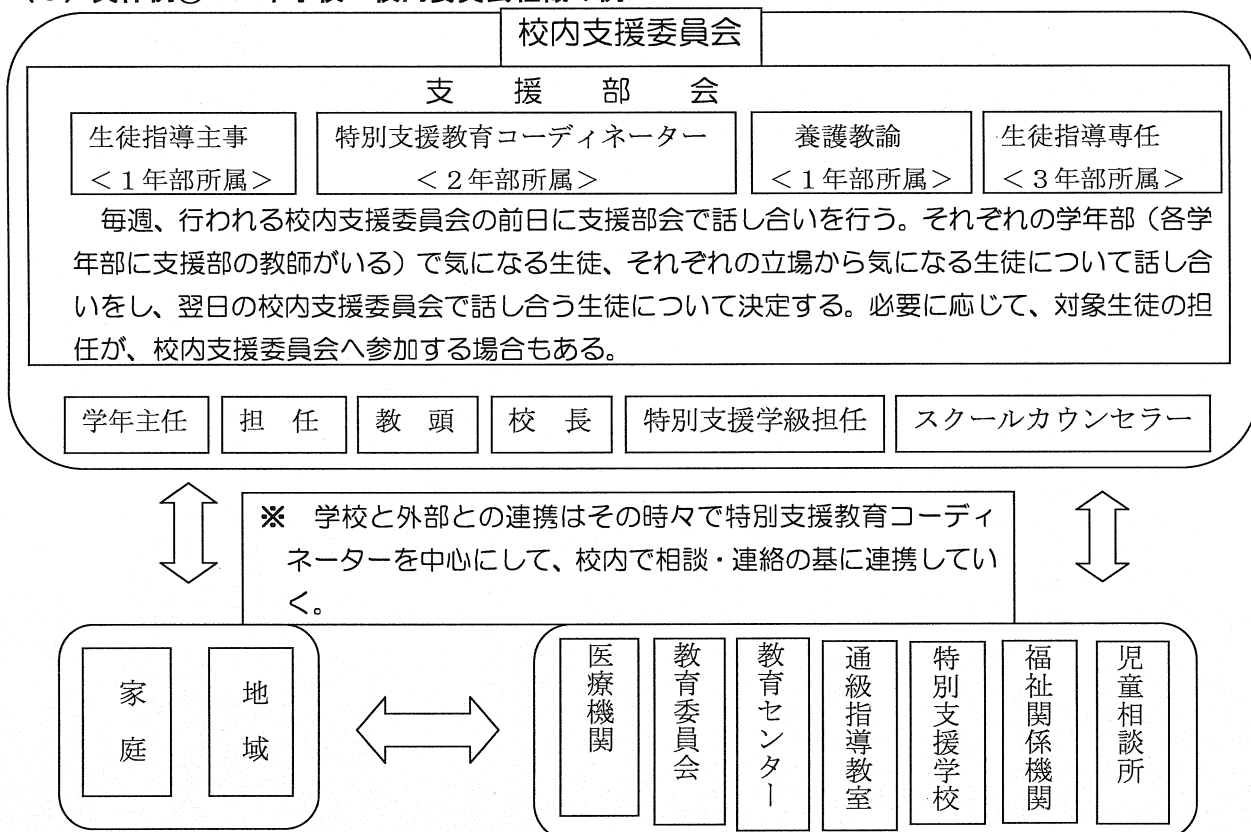 校内支援委員会
支援部会
生徒指導主事
<1年部所属>
特別支援教育コーディネーター
<2年部所属>
養護教諭
<1年部所属>
生徒指導専任
<3年部所属>
毎週、行われる校内支援委員会の前日に支援部会で話し合いを行う。それぞれの学年部(各学
年部に支援部の教師がいる)で気になる生徒、それぞれの立場から気になる生徒について話し合
いをし、翌日の校内支援委員会で話し合う生徒について決定する。必要に応じて、対象生徒の担
任が、校内支援委員会へ参加する場合もある。
学年主任
担任
教頭
校長
特別支援学級担任
スクールカウンセラー
※ 学校と外部との連携はその時々で特別支援教育コーディ
ネーターを中心にして、校内で相談・連絡の基に連携してい
く。
家庭
地域
医療機関
教育委員会
教育センター
通級指導教室
特別支援学校
福祉関係機関
児童相談所